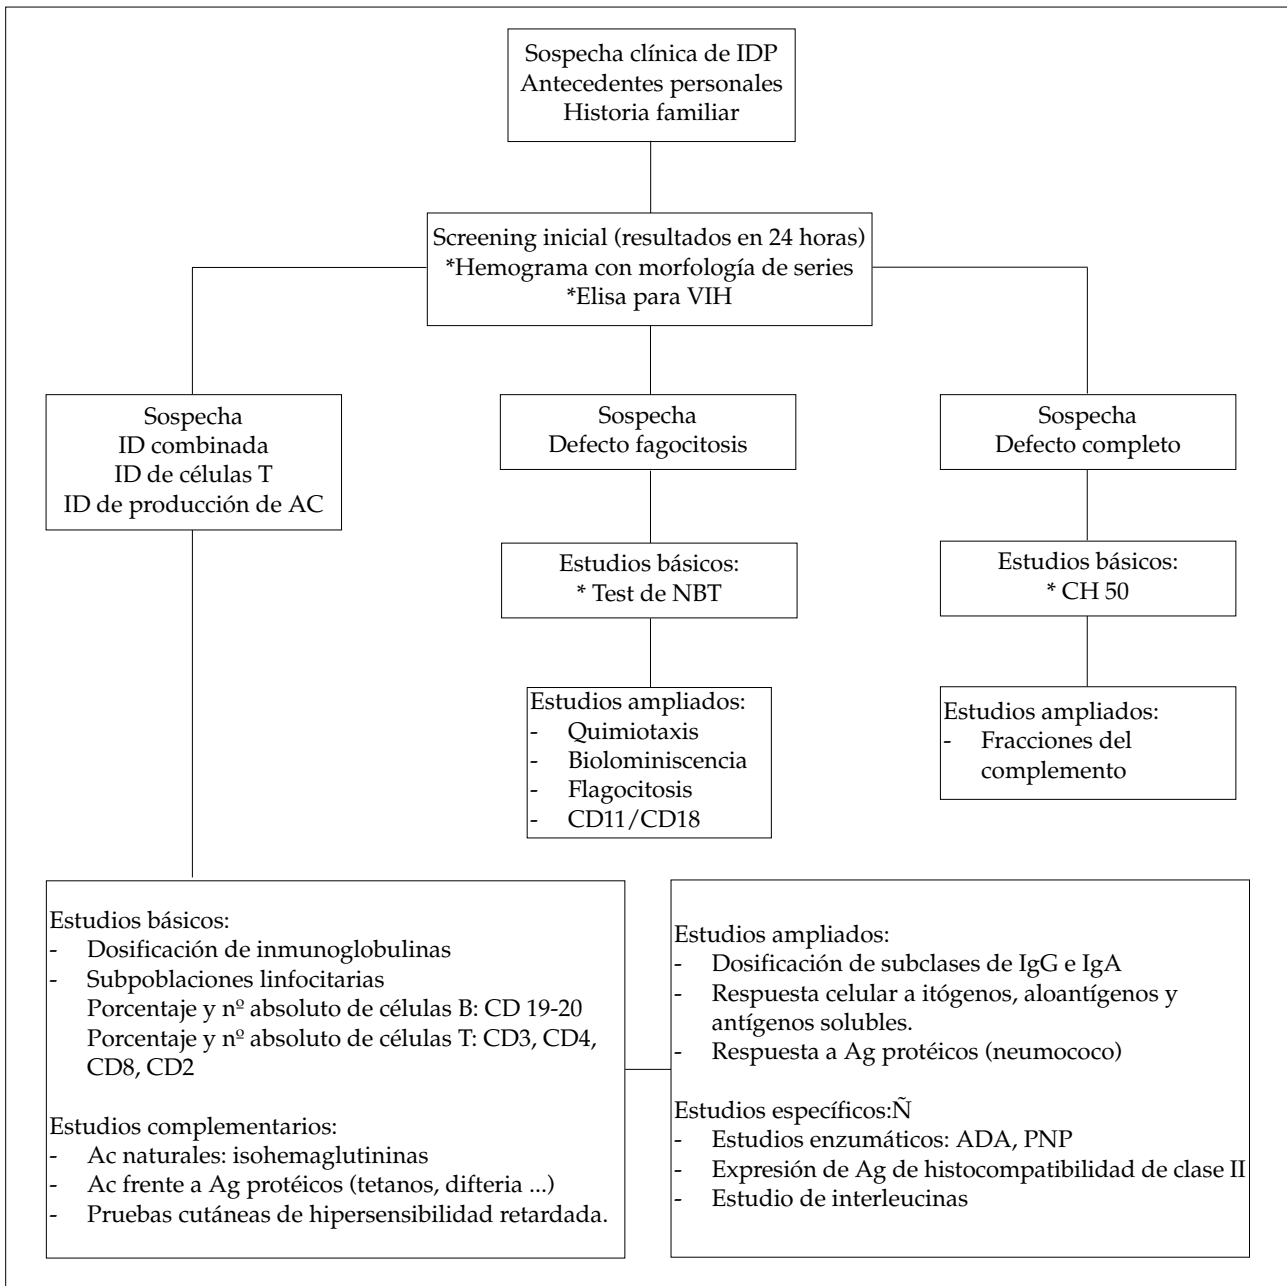 Sospecha clínica de IDP
Antecedentes personales
Historia familiar
Screening inicial (resultados en 24 horas)
*Hemograma con morfología de series
*Elisa para VIH
Sospecha
ID combinada
ID de células T
ID de producción de AC
Sospecha
Defecto fagocitosis
Sospecha
Defecto completo
Estudios básicos:
* Test de NBT
Estudios básicos:
* CH 50
Estudios ampliados:
- Quimiotaxis
- Biolominiscencia
- Flagocitosis
- CD11/CD18
Estudios ampliados:
- Fracciones del
complemento
Estudios básicos:
- Dosificación de inmunoglobulinas
- Subpoblaciones linfocitarias
Porcentaje y nº absoluto de células B: CD 19-20
Porcentaje y nº absoluto de células T: CD3, CD4,
CD8, CD2
Estudios complementarios:
- Ac naturales: isohemaglutininas
- Ac frente a Ag protéicos (tetanos, difteria ...)
- Pruebas cutáneas de hipersensibilidad retardada.
Estudios ampliados:
- Dosificación de subclases de IgG e IgA
- Respuesta celular a itógenos, aloantígenos y
antígenos solubles.
- Respuesta a Ag protéicos (neumococo)
Estudios específicos:Ñ
- Estudios enzumáticos: ADA, PNP
- Expresión de Ag de histocompatibilidad de clase II
- Estudio de interleucinas